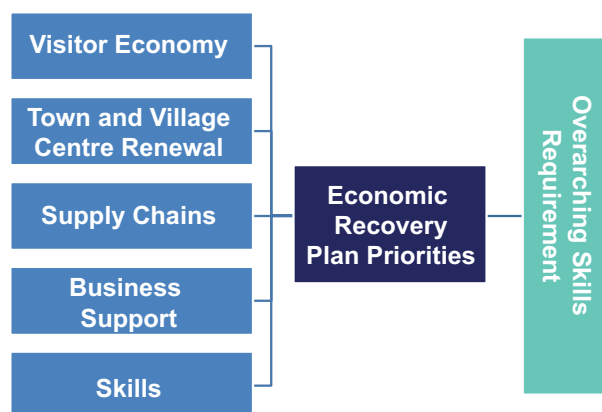 Visitor Economy
Town and Village
Centre Renewal
Supply Chains
Business
Support
Skills
Economic
Recovery
Plan Priorities
Overarching Skills
Requirement